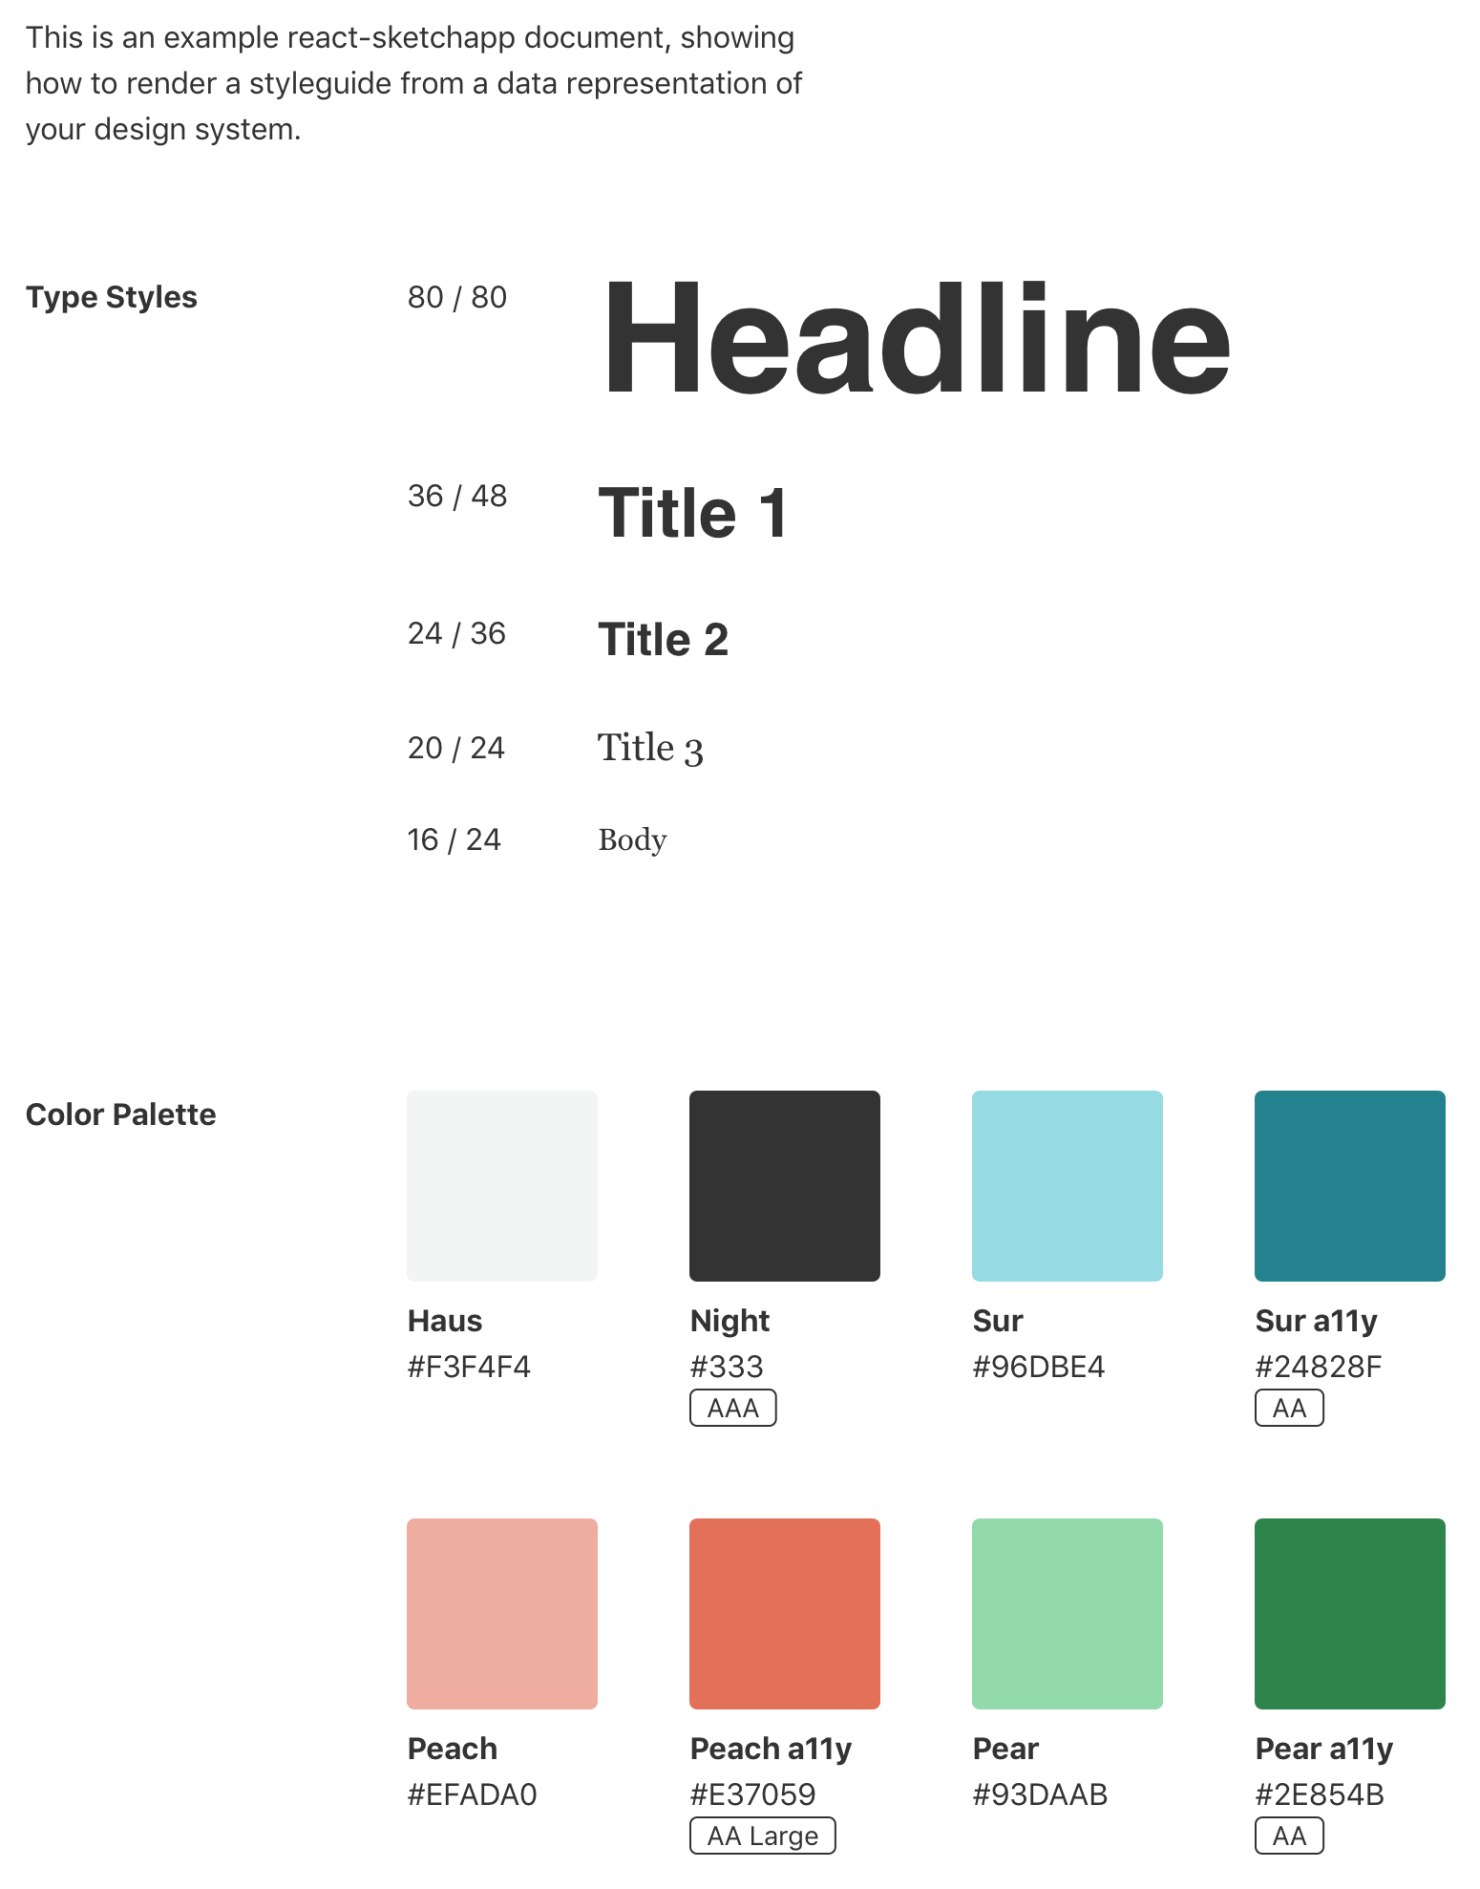 This is an example react-sketchapp document, showing
how to render a styleguide from a data representation of
your design system.
Type Styles
80 / 80
Headline
36 / 48
Title 1
24 / 36
Title 2
20 / 24
Title 3
16 / 24
Body
Color Palette
Haus
#F3F4F4
Night
#333
AAA
Sur
#96DBE4
Sur a11y
#24828F
AA
Peach
#EFADA0
Peach a11y
#E37059
AA Large
Pear
#93DAAB
Pear a11y
#2E854B
AA